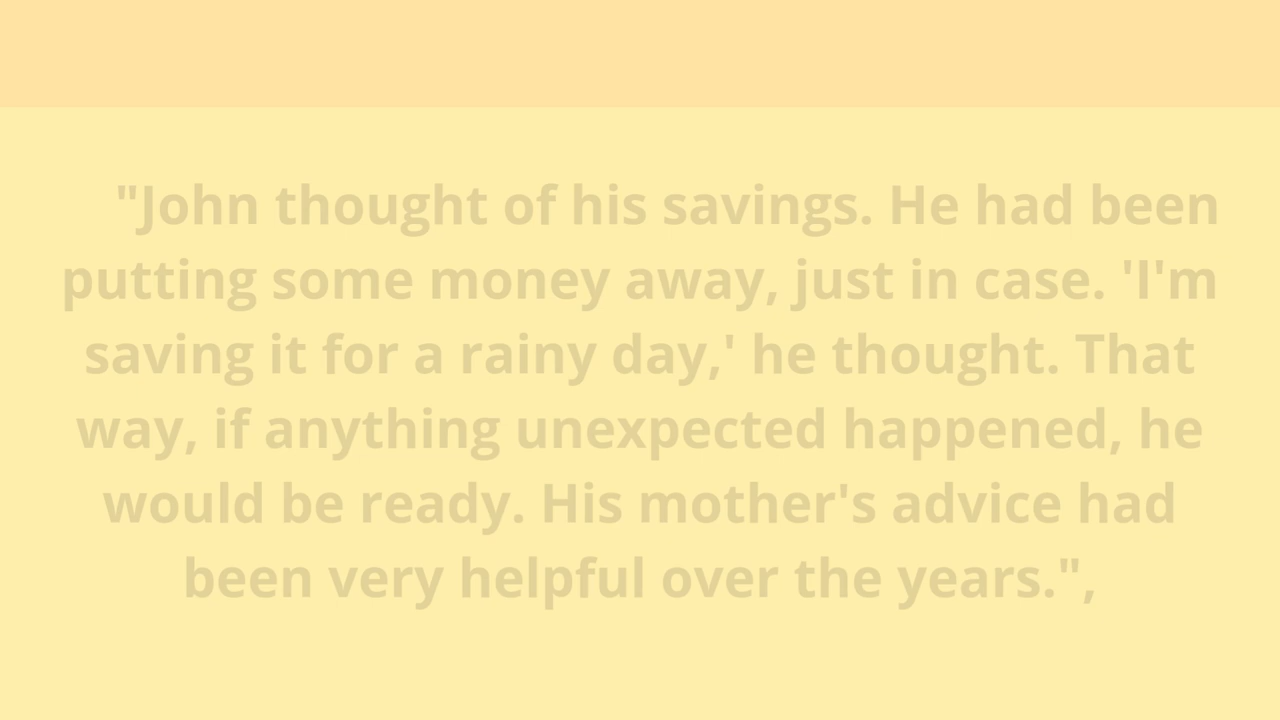 "John thought of his savings. He had been
putting some money away, just in case. 'I'm
saving it for a rainy day,' he thought. That
way, if anything unexpected happened, he
would be ready. His mother's advice had
been very helpful over the years.",